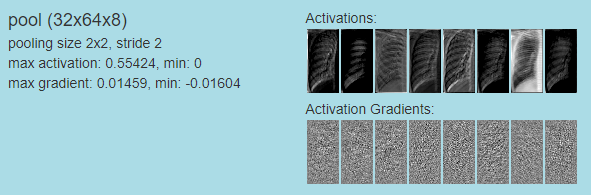 pool (32x64x8)
pooling size 2x2, stride 2
max activation: 0.55424, min: 0
max gradient: 0.01459, min: -0.01604
Activations:
Activation Gradients: